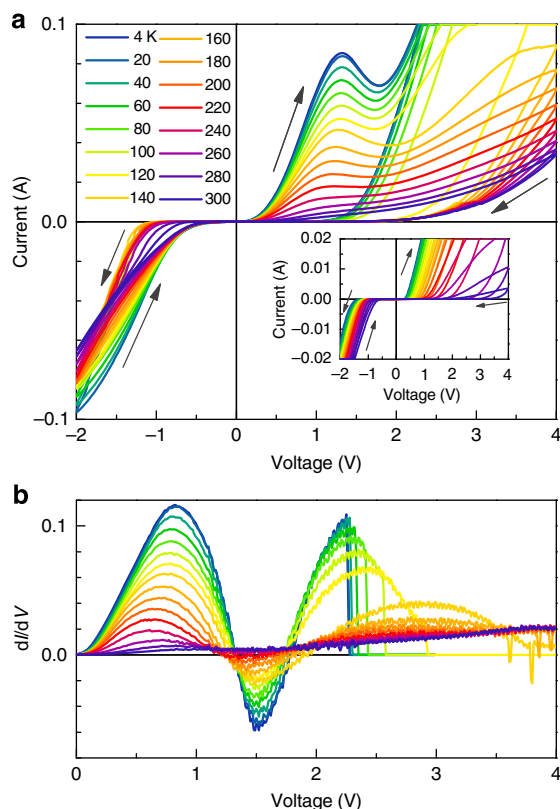 a
0.1
4 K
160
20
180
40
200
60
220
80
240
100
260
120
280
140
300
Current (A)
0.0
0.02
0.01
0.00
−0.01
−0.02
Current (A)
−2 −1 0 1 2 3 4
Voltage (V)
−0.1
−2 −1 0 1 2 3 4
Voltage (V)
b
0.1
dI/dV
0.0
0 1 2 3 4
Voltage (V)